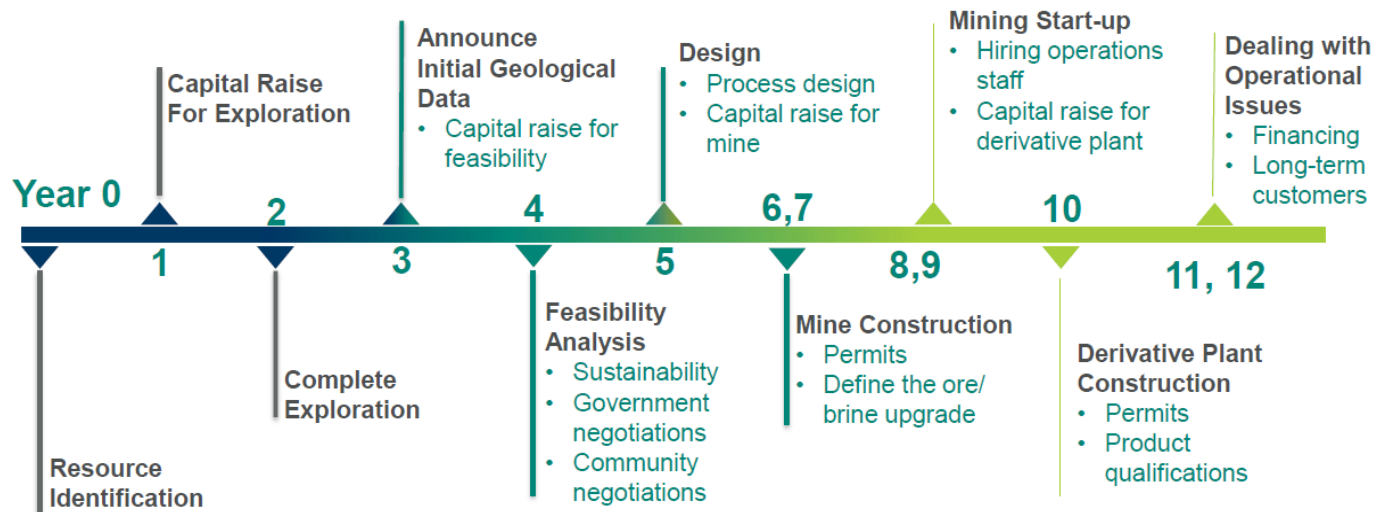 Year 0
Resource
Identification
1
Capital Raise
For Exploration
2
Complete
Exploration
3
Announce
Initial Geological
Data
• Capital raise for
feasibility
4
Feasibility
Analysis
• Sustainability
• Government
negotiations
• Community
negotiations
5
Design
• Process design
• Capital raise for
mine
6,7
Mine Construction
• Permits
• Define the ore/
brine upgrade
8,9
Mining Start-up
• Hiring operations
staff
• Capital raise for
derivative plant
10
Derivative Plant
Construction
• Permits
• Product
qualifications
11, 12
Dealing with
Operational
Issues
• Financing
• Long-term
customers